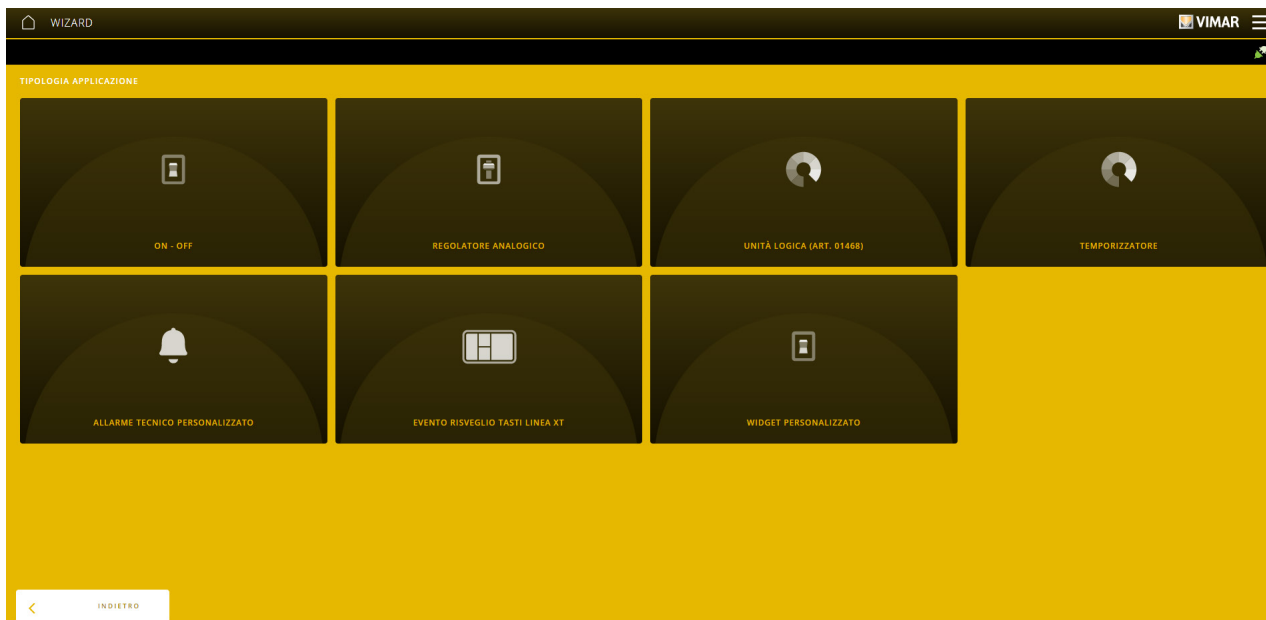 WIZARD
VIMAR
TIPOLOGIA APPLICAZIONE
ON - OFF
REGOLATORE ANALOGICO
UNITÀ LOGICA (ART. 01468)
TEMPORIZZATORE
ALLARME TECNICO PERSONALIZZATO
EVENTO RISVEGLIO TASTI LINEA XT
WIDGET PERSONALIZZATO
INDIETRO